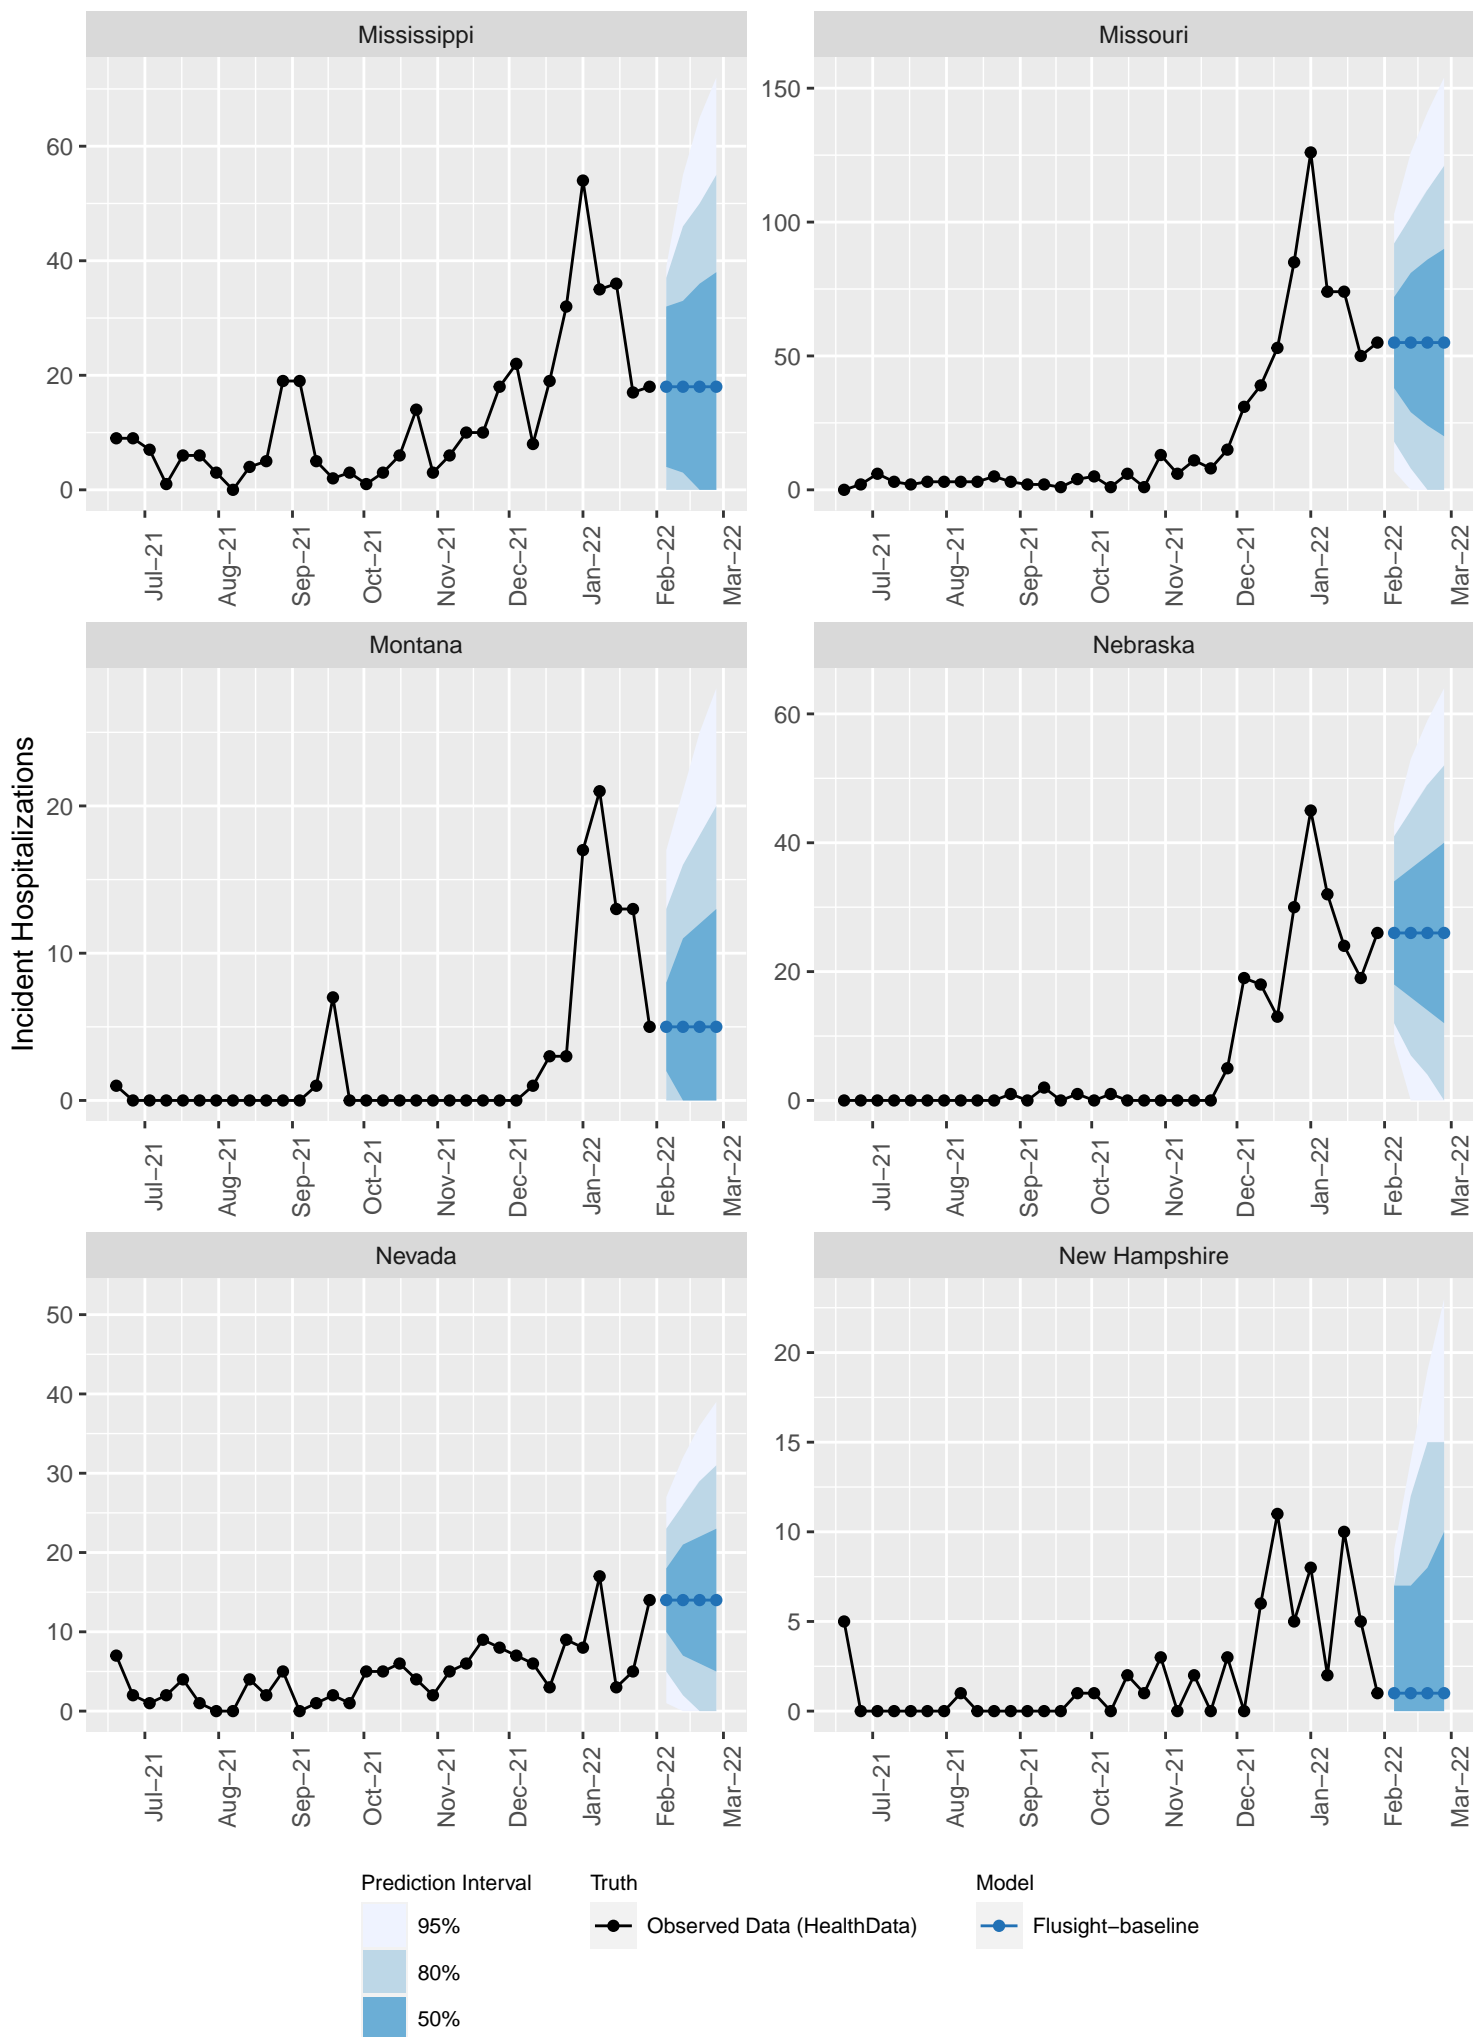 Mississippi
Missouri
60
40
20
0
150
100
50
0
Jul−21
Aug−21
Sep−21
Oct−21
Nov−21
Dec−21
Jan−22
Feb−22
Mar−22
Jul−21
Aug−21
Sep−21
Oct−21
Nov−21
Dec−21
Jan−22
Feb−22
Mar−22
Incident Hospitalizations
Montana
Nebraska
20
10
0
60
40
20
0
Jul−21
Aug−21
Sep−21
Oct−21
Nov−21
Dec−21
Jan−22
Feb−22
Mar−22
Jul−21
Aug−21
Sep−21
Oct−21
Nov−21
Dec−21
Jan−22
Feb−22
Mar−22
Nevada
New Hampshire
50
40
30
20
10
0
20
15
10
5
0
Jul−21
Aug−21
Sep−21
Oct−21
Nov−21
Dec−21
Jan−22
Feb−22
Mar−22
Jul−21
Aug−21
Sep−21
Oct−21
Nov−21
Dec−21
Jan−22
Feb−22
Mar−22
Prediction Interval
95%
80%
50%
Truth
Observed Data (HealthData)
Model
Flusight−baseline